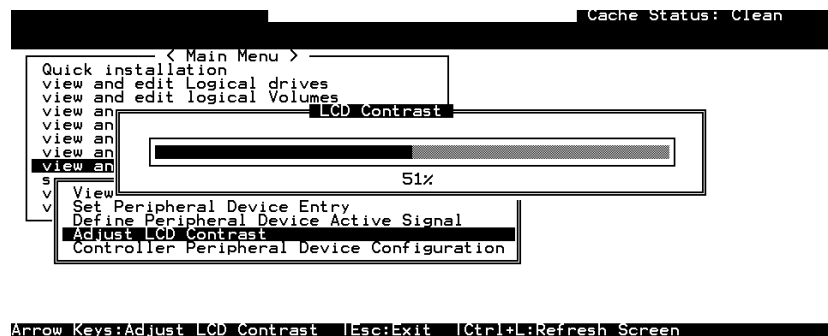 Cache Status: Clean
< Main Menu >
Quick installation
view and edit Logical drives
view and edit logical Volumes
LCD Contrast
view an
view an
view an
view an
view an
51%
s
v View
v Set Peripheral Device Entry
Define Peripheral Device Active Signal
Adjust LCD Contrast
Controller Peripheral Device Configuration
Arrow Keys:Adjust LCD Contrast |Esc:Exit |Ctrl+L:Refresh Screen